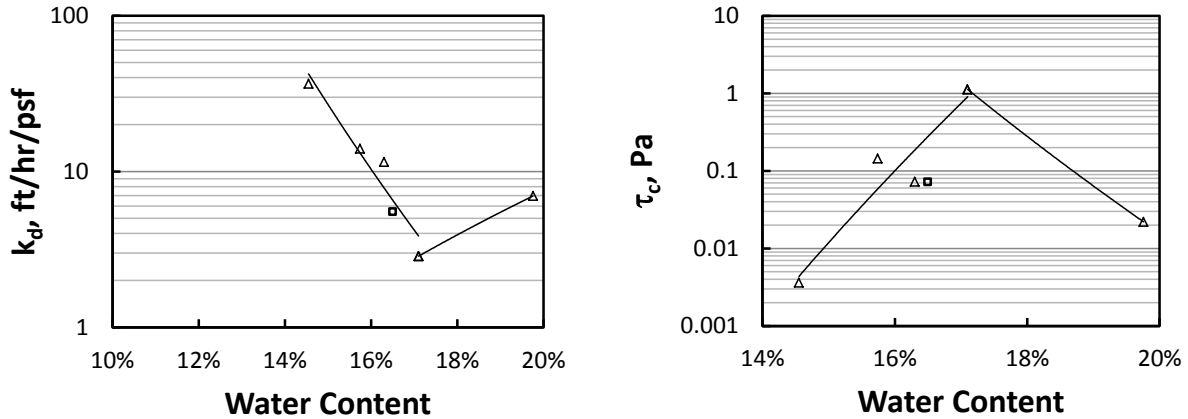 100
10
1
k_d, ft/hr/psf
10% 12% 14% 16% 18% 20%
Water Content
10
1
0.1
0.01
0.001
τ_c, Pa
14% 16% 18% 20%
Water Content